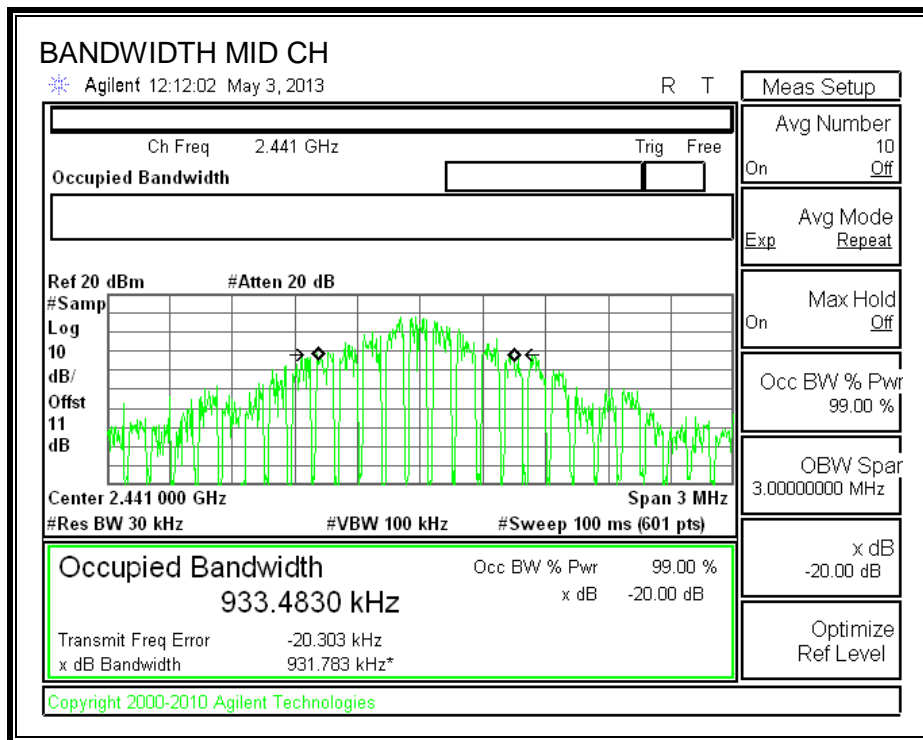 BANDWIDTH MID CH
Agilent 12:12:02 May 3, 2013 R T
Meas Setup
Ch Freq 2.441 GHz Trig Free
Occupied Bandwidth
Avg Number
10
On Off
Avg Mode
Exp Repeat
Max Hold
On Off
Occ BW % Pwr
99.00 %
OBW Spar
3.00000000 MHz
x dB
-20.00 dB
Optimize
Ref Level
Ref 20 dBm #Atten 20 dB
#Samp
Log
10
dB/
Offst
11
dB
Center 2.441 000 GHz Span 3 MHz
#Res BW 30 kHz #VBW 100 kHz #Sweep 100 ms (601 pts)
Occupied Bandwidth Occ BW % Pwr 99.00 %
933.4830 kHz x dB -20.00 dB
Transmit Freq Error -20.303 kHz
x dB Bandwidth 931.783 kHz*
Copyright 2000-2010 Agilent Technologies